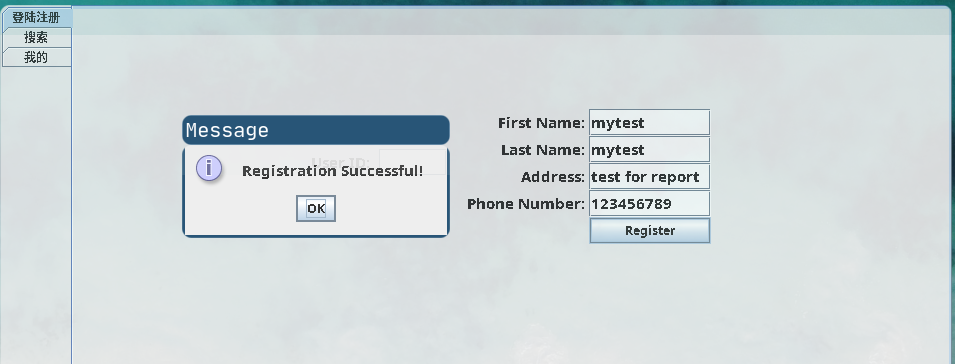 登陆注册
搜索
我的
Message
User ID:
Registration Successful!
OK
First Name: mytest
Last Name: mytest
Address: test for report
Phone Number: 123456789
Register